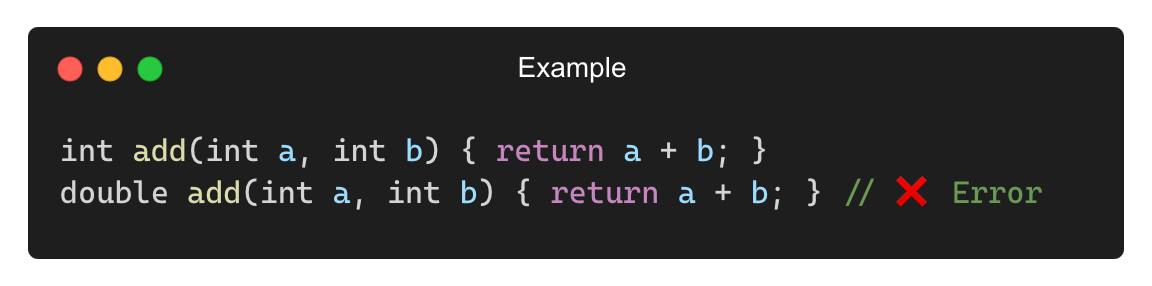 Example
int add(int a, int b) { return a + b; }
double add(int a, int b) { return a + b; } // ❌ Error